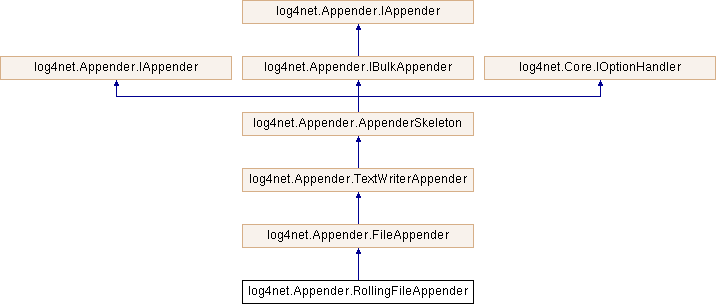 log4net.Appender.IAppender
log4net.Appender.IAppender
log4net.Appender.IBulkAppender
log4net.Core.IOptionHandler
log4net.Appender.AppenderSkeleton
log4net.Appender.TextWriterAppender
log4net.Appender.FileAppender
log4net.Appender.RollingFileAppender